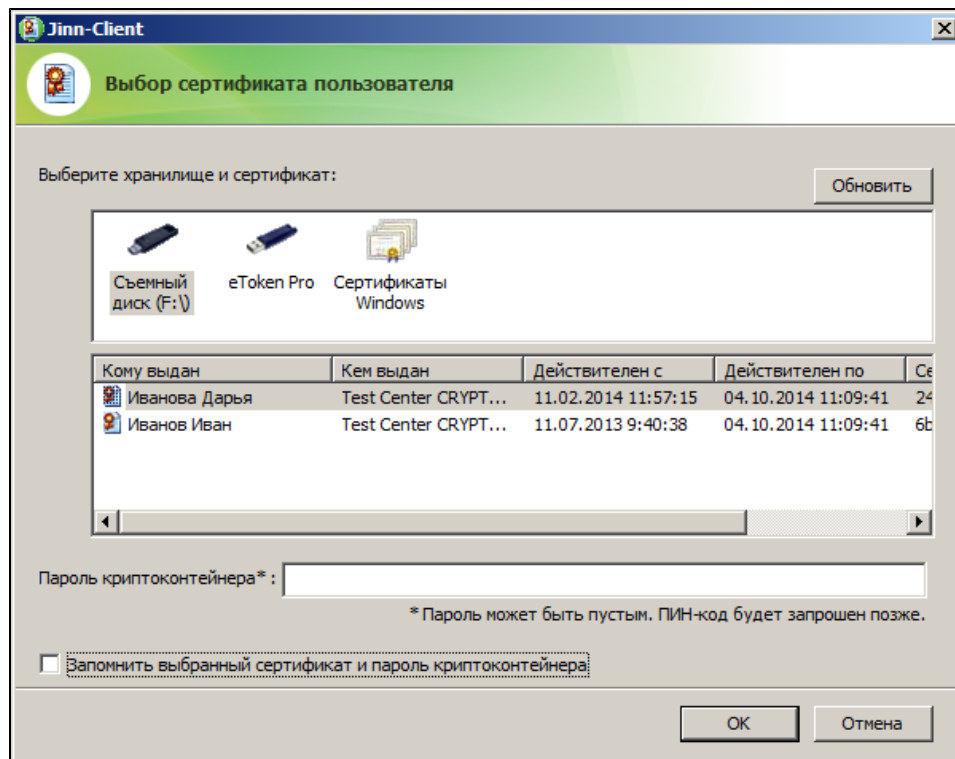 Jinn-Client
Выбор сертификата пользователя
Выберите хранилище и сертификат:
Обновить
Съемный диск (F:\)
eToken Pro
Сертификаты Windows
Кому выдан Кем выдан Действителен с Действителен по Се
Иванова Дарья Test Center CRYPT... 11.02.2014 11:57:15 04.10.2014 11:09:41 24
Иванов Иван Test Center CRYPT... 11.07.2013 9:40:38 04.10.2014 11:09:41 6b
Пароль криптоконтейнера* :
* Пароль может быть пустым. ПИН-код будет запрошен позже.
Запомнить выбранный сертификат и пароль криптоконтейнера
OK Отмена